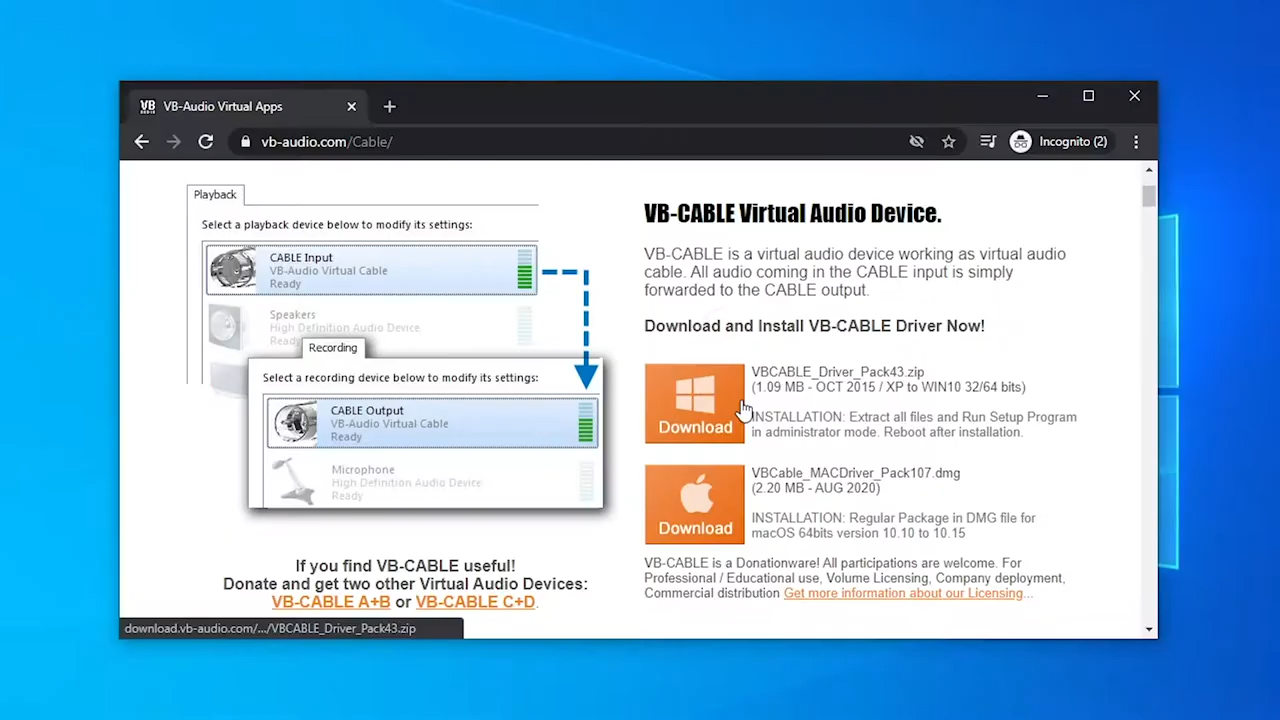 VB AUDIO VB-Audio Virtual Apps
vb-audio.com/Cable/
Incognito (2)
Playback
Select a playback device below to modify its settings:
CABLE Input
VB-Audio Virtual Cable
Ready
Speakers
High Definition Audio Device
Recording
Select a recording device below to modify its settings:
CABLE Output
VB-Audio Virtual Cable
Ready
Microphone
High Definition Audio Device
Ready
If you find VB-CABLE useful!
Donate and get two other Virtual Audio Devices:
VB-CABLE A+B or VB-CABLE C+D.
VB-CABLE Virtual Audio Device.
VB-CABLE is a virtual audio device working as virtual audio
cable. All audio coming in the CABLE input is simply
forwarded to the CABLE output.
Download and Install VB-CABLE Driver Now!
Download
VBCABLE_Driver_Pack43.zip
(1.09 MB - OCT 2015 / XP to WIN10 32/64 bits)
INSTALLATION: Extract all files and Run Setup Program
in administrator mode. Reboot after installation.
Download
VBCable_MACDriver_Pack107.dmg
(2.20 MB - AUG 2020)
INSTALLATION: Regular Package in DMG file for
macOS 64bits version 10.10 to 10.15
VB-CABLE is a Donationware! All participations are welcome. For
Professional / Educational use, Volume Licensing, Company deployment,
Commercial distribution Get more information about our Licensing...
download.vb-audio.com/.../VBCABLE_Driver_Pack43.zip